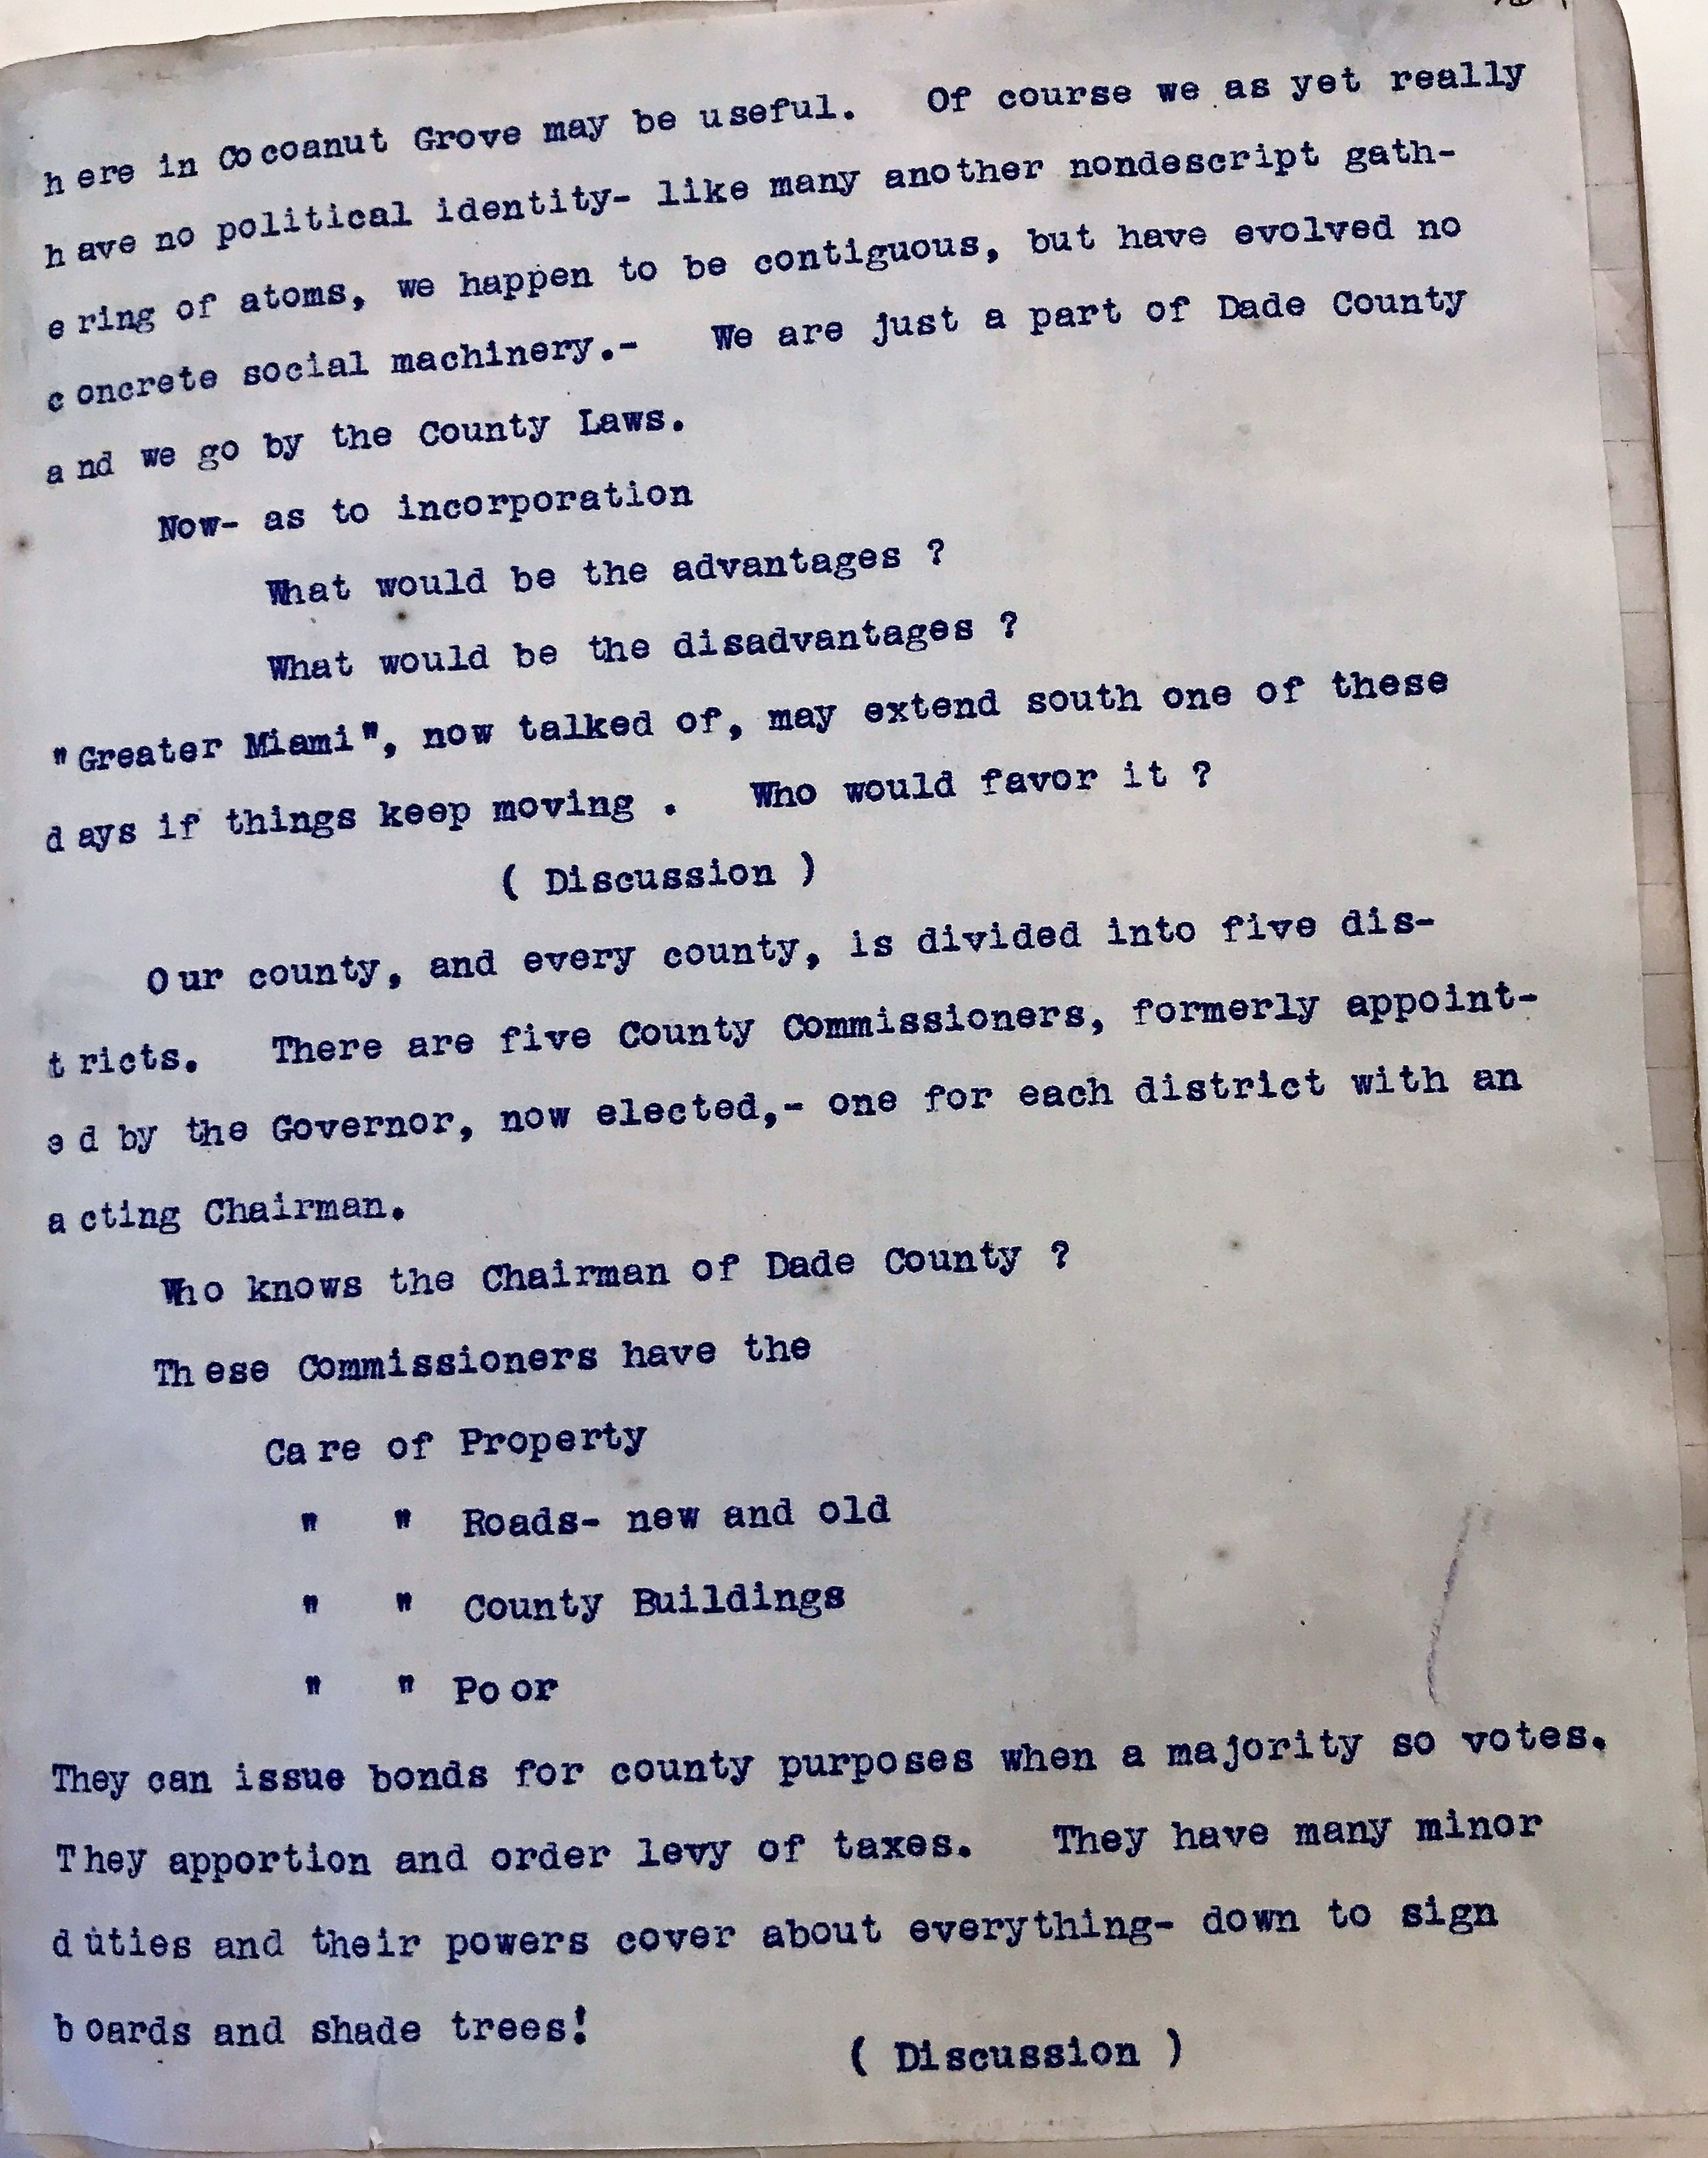 here in Cocoanut Grove may be useful. Of course we as yet really
have no political identity- like many another nondescript gath-
ering of atoms, we happen to be contiguous, but have evolved no
concrete social machinery.- We are just a part of Dade County
and we go by the County Laws.
Now- as to incorporation
What would be the advantages ?
What would be the disadvantages ?
"Greater Miami", now talked of, may extend south one of these
days if things keep moving . Who would favor it ?
( Discussion )
Our county, and every county, is divided into five dis-
tricts. There are five County Commissioners, formerly appoint-
ed by the Governor, now elected,- one for each district with an
acting Chairman.
Who knows the Chairman of Dade County ?
These Commissioners have the
Care of Property
" " Roads- new and old
" " County Buildings
" " Poor
They can issue bonds for county purposes when a majority so votes.
They apportion and order levy of taxes. They have many minor
duties and their powers cover about everything- down to sign
boards and shade trees!
( Discussion )